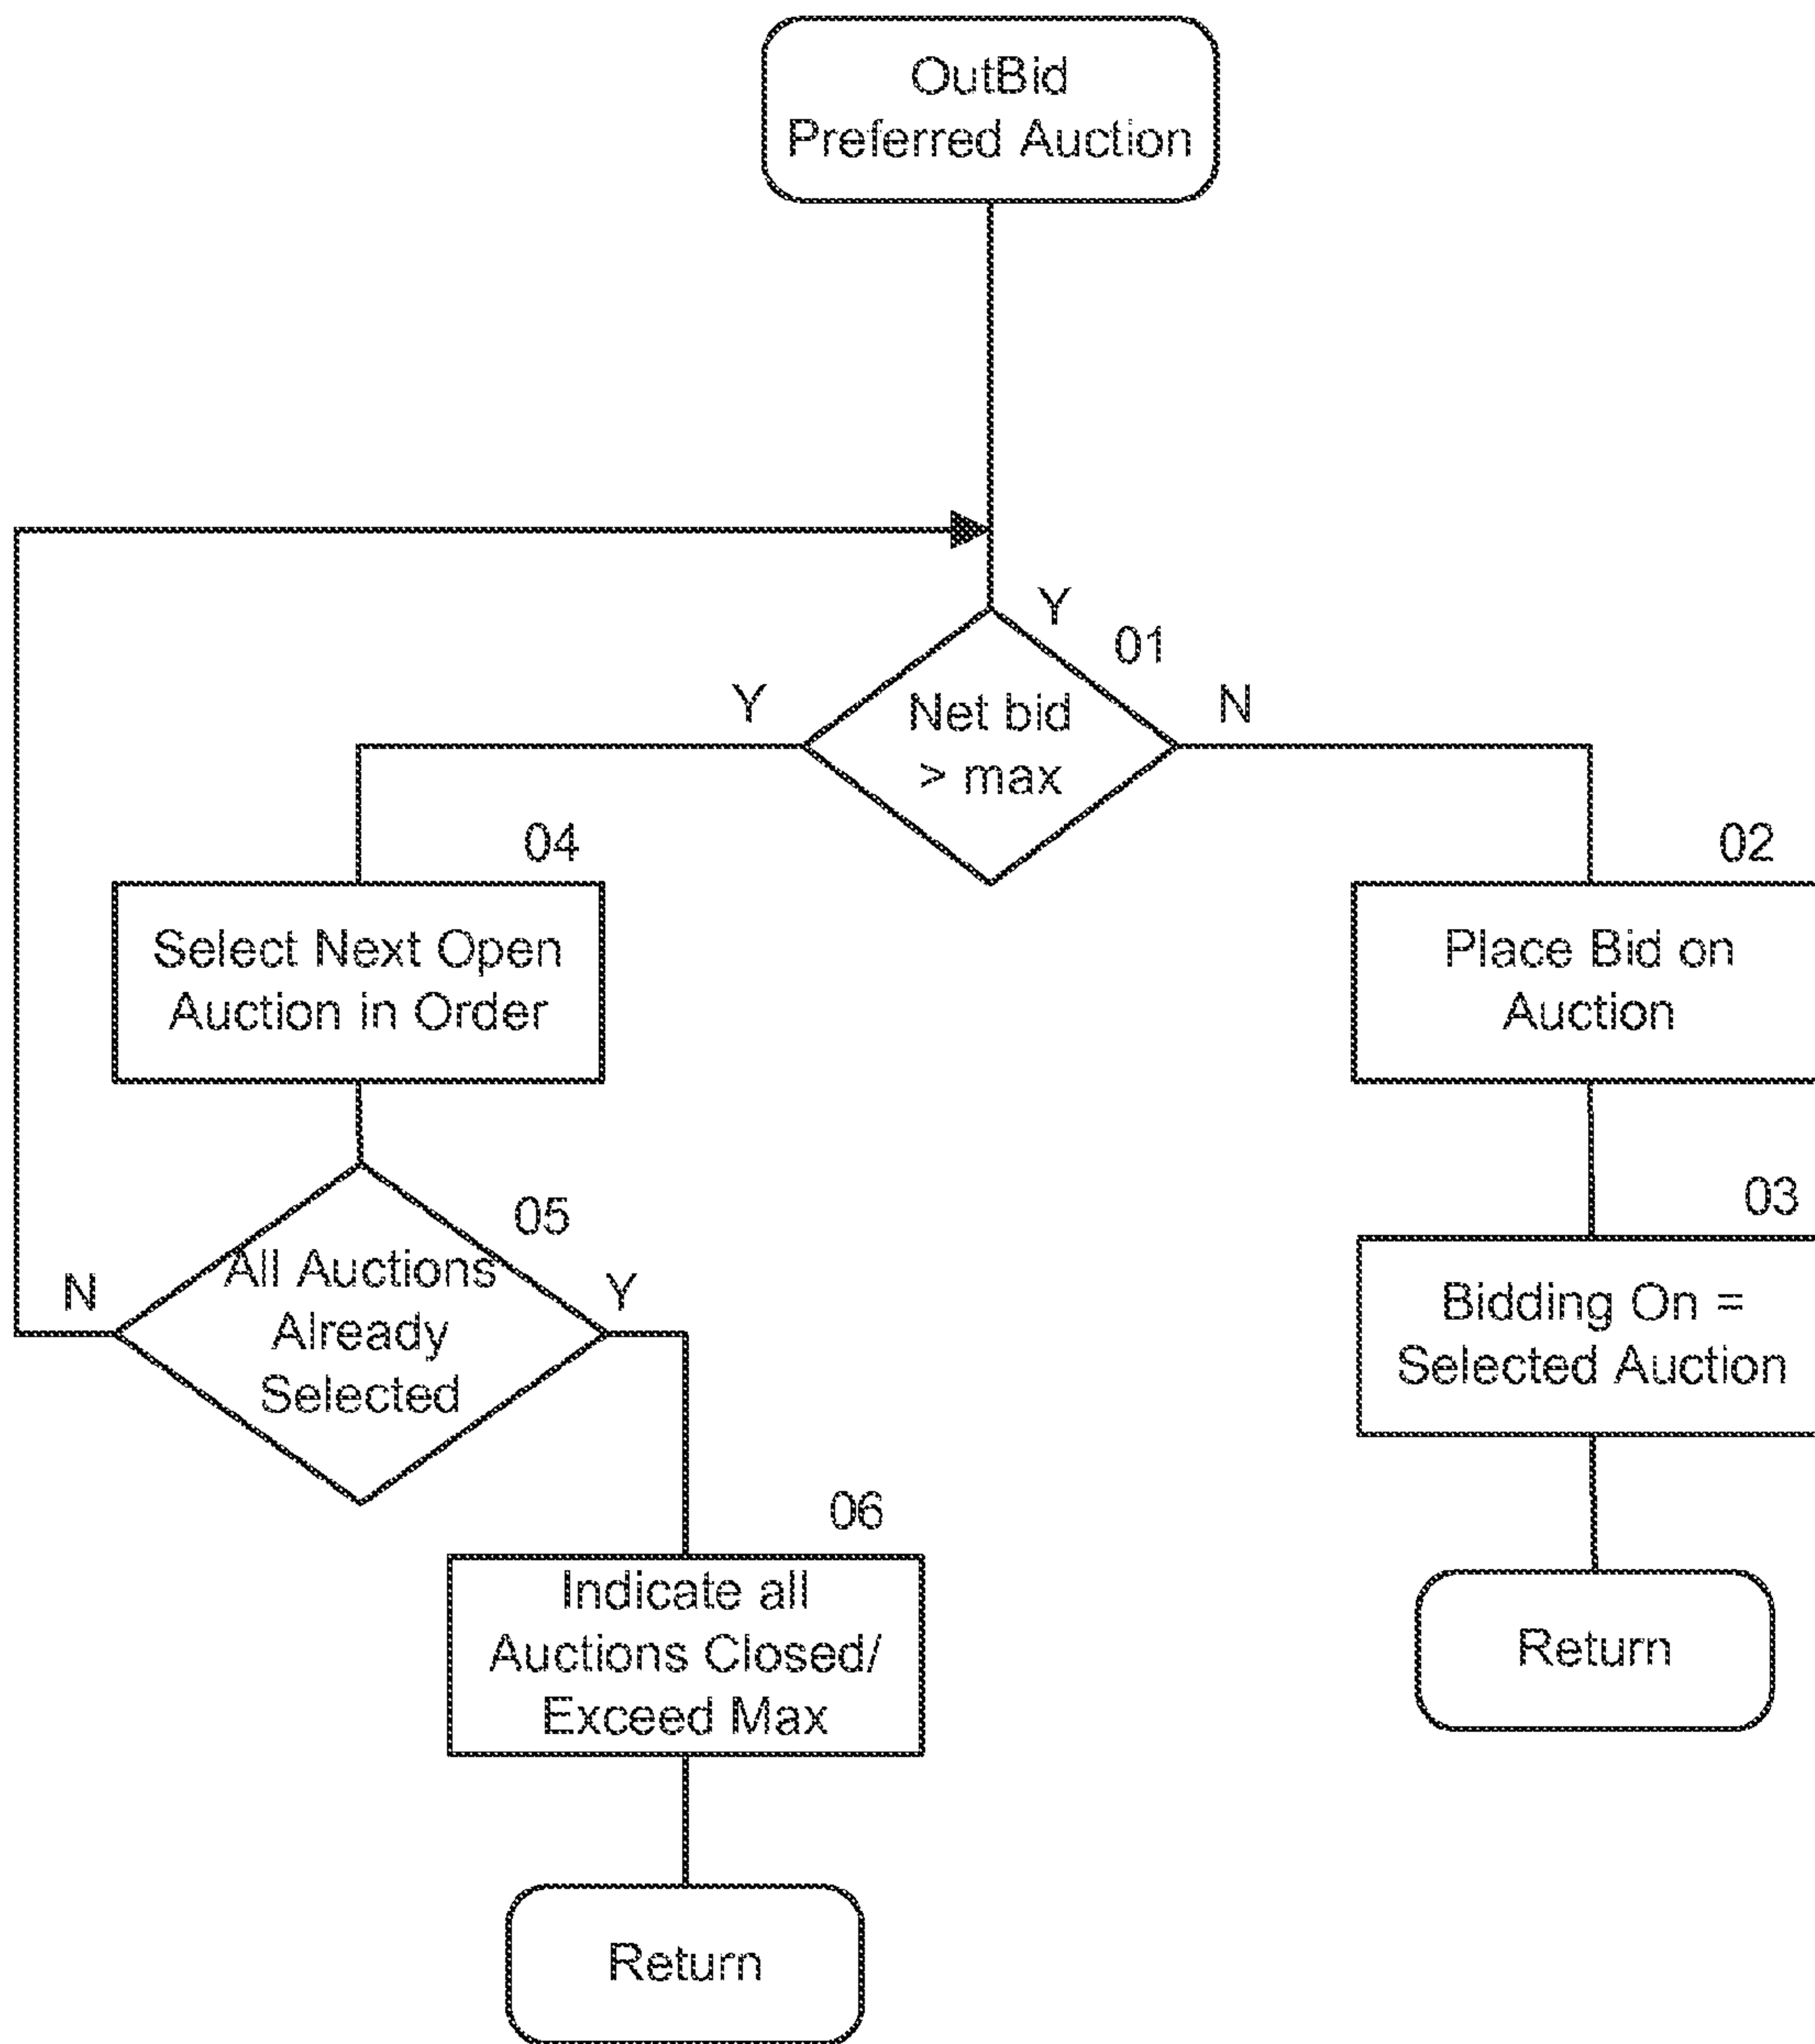 OutBid
Preferred Auction
Y
01
Y
Net bid
> max
N
04
Select Next Open
Auction in Order
02
Place Bid on
Auction
05
N
All Auctions
Already
Selected
Y
03
Bidding On =
Selected Auction
06
Indicate all
Auctions Closed/
Exceed Max
Return
Return